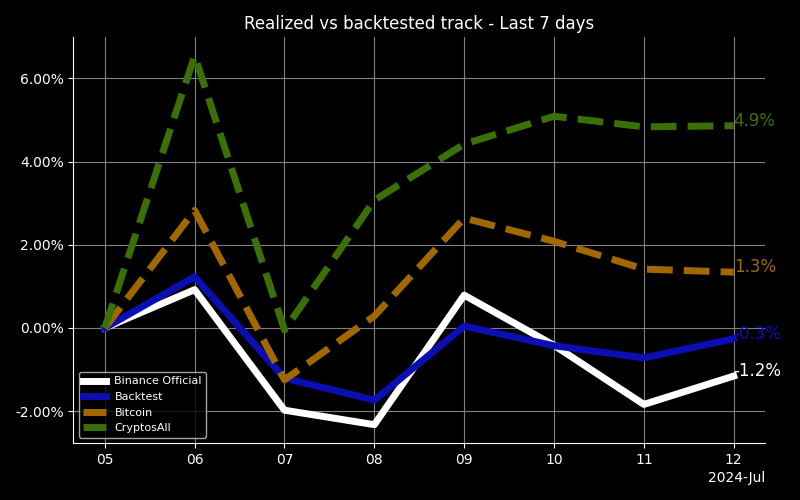 Realized vs backtested track - Last 7 days
6.00%
4.00%
2.00%
0.00%
-2.00%
4.9%
1.3%
-0.3%
-1.2%
Binance Official
Backtest
Bitcoin
CryptosAll
05 06 07 08 09 10 11 12
2024-Jul